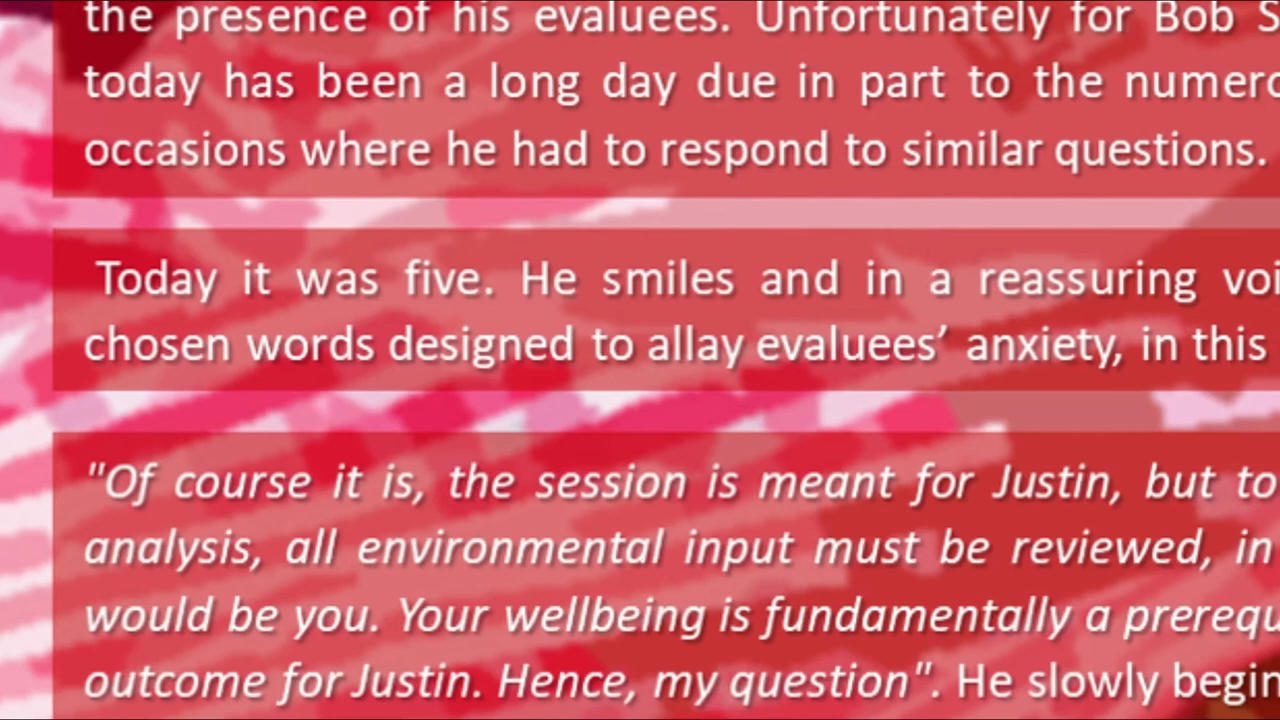 the presence of his evaluees. Unfortunately for Bob S
today has been a long day due in part to the numero
occasions where he had to respond to similar questions.
Today it was five. He smiles and in a reassuring voi
chosen words designed to allay evaluees’ anxiety, in this
"Of course it is, the session is meant for Justin, but to
analysis, all environmental input must be reviewed, in
would be you. Your wellbeing is fundamentally a prerequ
outcome for Justin. Hence, my question". He slowly begin